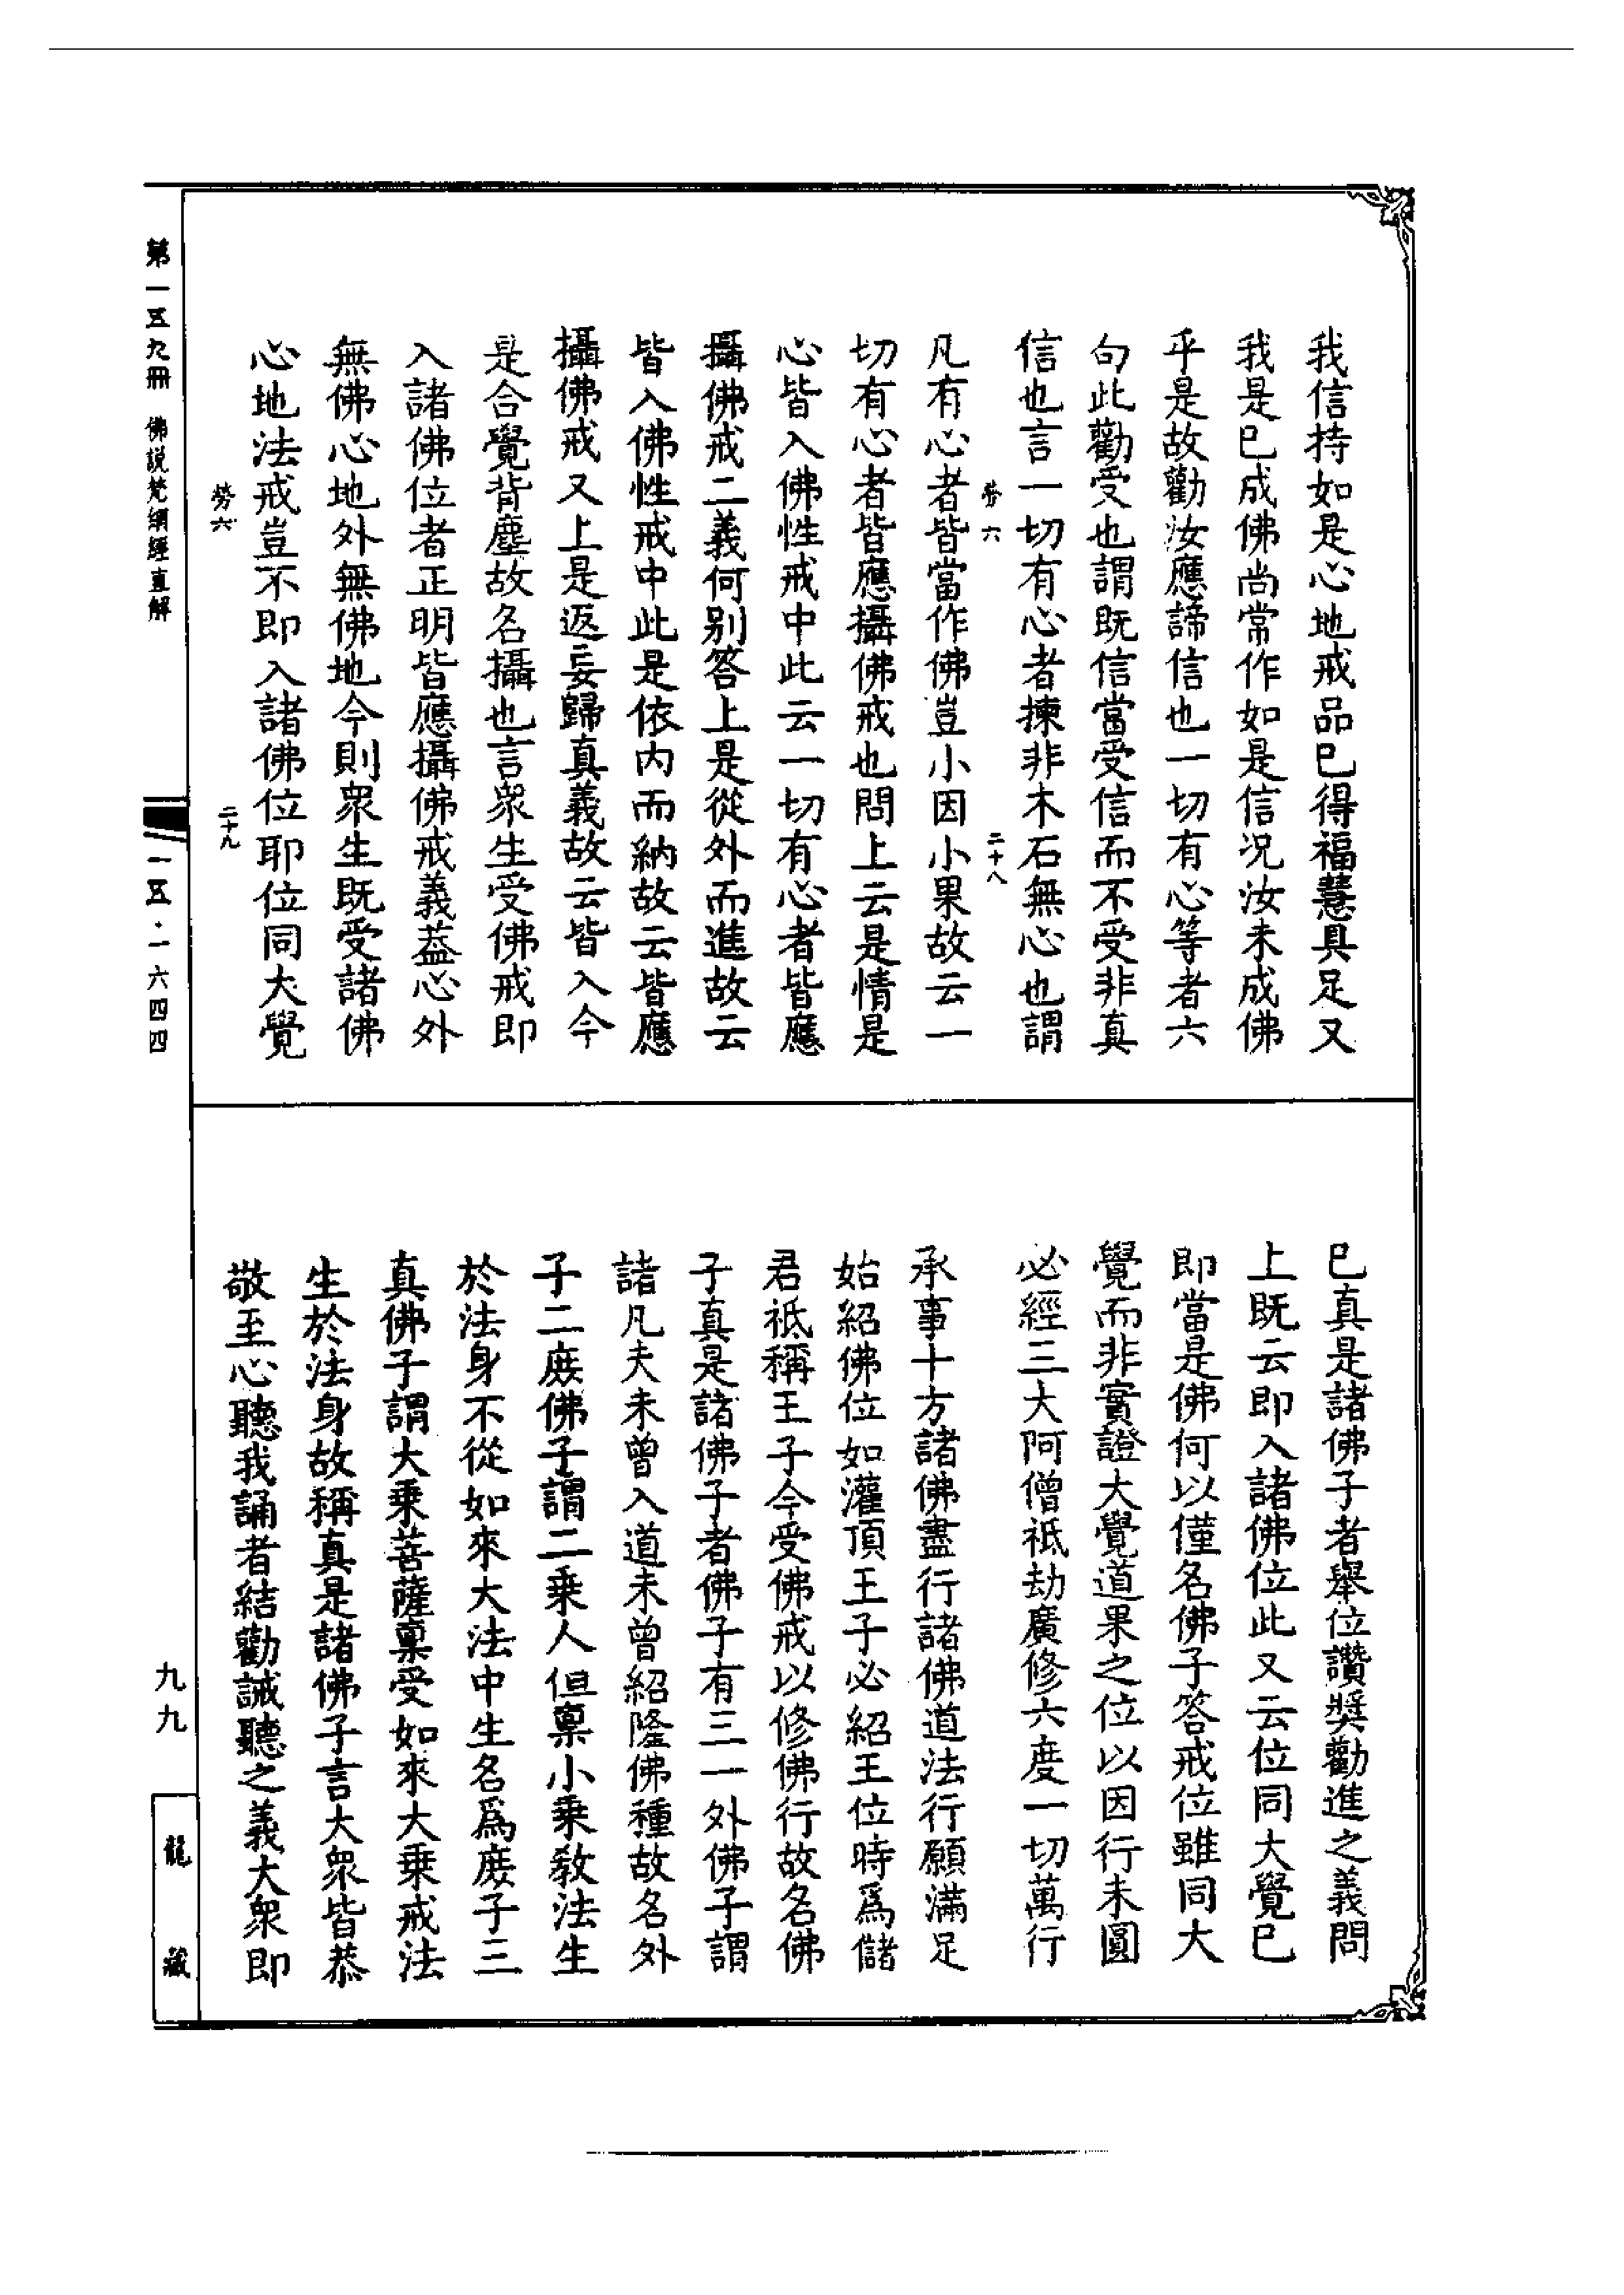 我信持如是心地戒品已得福慧具足又
我是已成佛尚常作如是信況汝未成佛
乎是故勸汝應諦信也一切有心等者六
句此勸受也謂既信當受信而不受非真
信也言一切有心者揀非木石無心也謂
勞六
二十八
凡有心者皆當作佛豈小因小果故云一
切有心者皆應攝佛戒也問上云是情是
心皆入佛性戒中此云一切有心者皆應
攝佛戒二義何别答上是從外而進故云
皆入佛性戒中此是依内而納故云皆應
攝佛戒又上是返妄歸真義故云皆入今
是合覺背塵故名攝也言衆生受佛戒即
入諸佛位者正明皆應攝佛戒義葢心外
無佛心地外無佛地今則衆生既受諸佛
心地法戒豈不即入諸佛位耶位同大覺
勞六
二十九
已真是諸佛子者舉位讚獎勸進之義問
上既云即入諸佛位此又云位同大覺已
即當是佛何以僅名佛子答戒位雖同大
覺而非實證大覺道果之位以因行未圓
必經三大阿僧祇劫廣修六度一切萬行
承事十方諸佛盡行諸佛道法行願滿足
始紹佛位如灌頂王子必紹王位時爲儲
君祇稱王子今受佛戒以修佛行故名佛
子真是諸佛子者佛子有三一外佛子謂
諸凡夫未曾入道未曾紹隆佛種故名外
子二庶佛子謂二乗人但稟小乗敎法生
於法身不從如來大法中生名爲庶子三
真佛子謂大乗菩薩稟受如來大乗戒法
生於法身故稱真是諸佛子言大衆皆恭
敬至心聽我誦者結勸誡聽之義大衆即
第一五九冊 佛説梵綱經直解
一五·一六四四
九九
龍藏